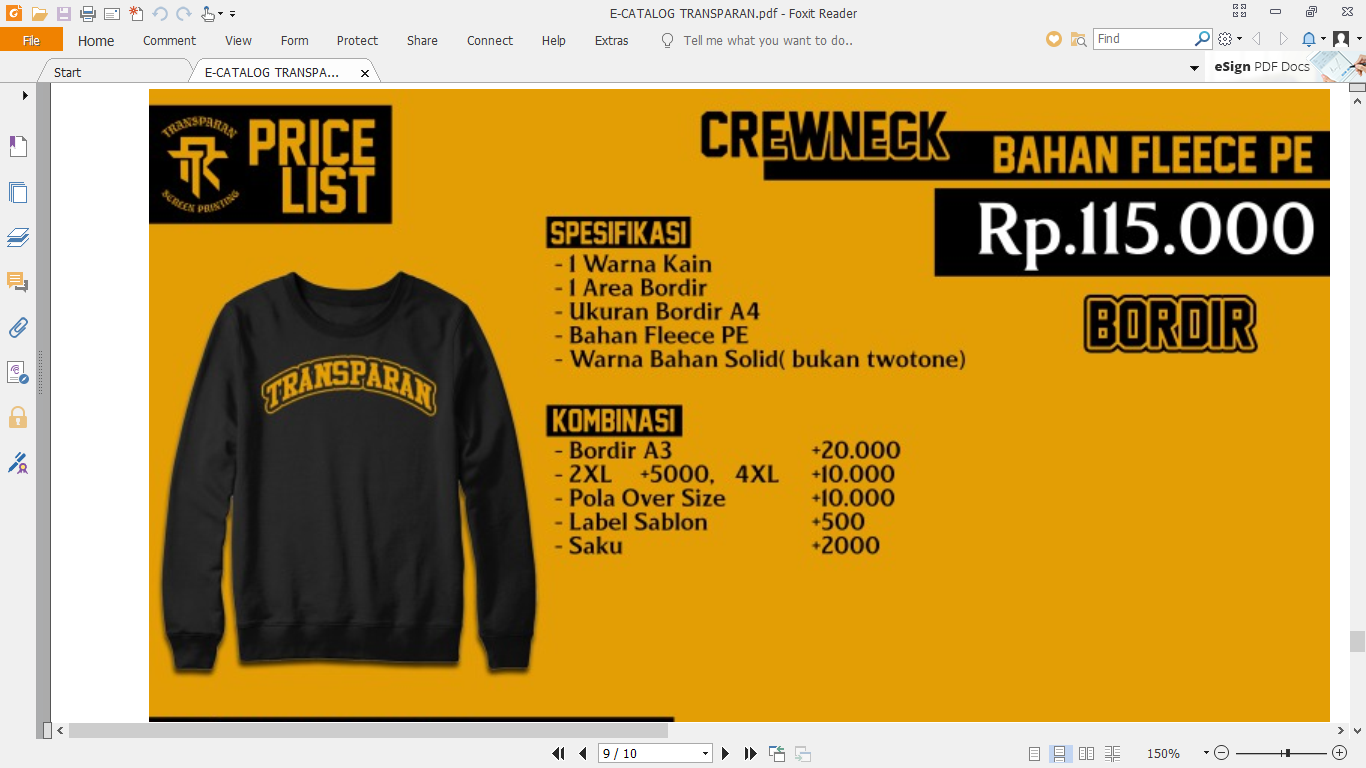 E-CATALOG TRANSPARAN.pdf - Foxit Reader
File Home Comment View Form Protect Share Connect Help Extras Tell me what you want to do.. Find
Start E-CATALOG TRANSPA... eSign PDF Docs
TRANSPARAN
SCREEN PRINTING
PRICE
LIST
CREWNECK
BAHAN FLEECE PE
Rp.115.000
BORDIR
SPESIFIKASI
- 1 Warna Kain
- 1 Area Bordir
- Ukuran Bordir A4
- Bahan Fleece PE
- Warna Bahan Solid( bukan twotone)
TRANSPARAN
KOMBINASI
- Bordir A3 +20.000
- 2XL +5000, 4XL +10.000
- Pola Over Size +10.000
- Label Sablon +500
- Saku +2000
9 / 10 150%